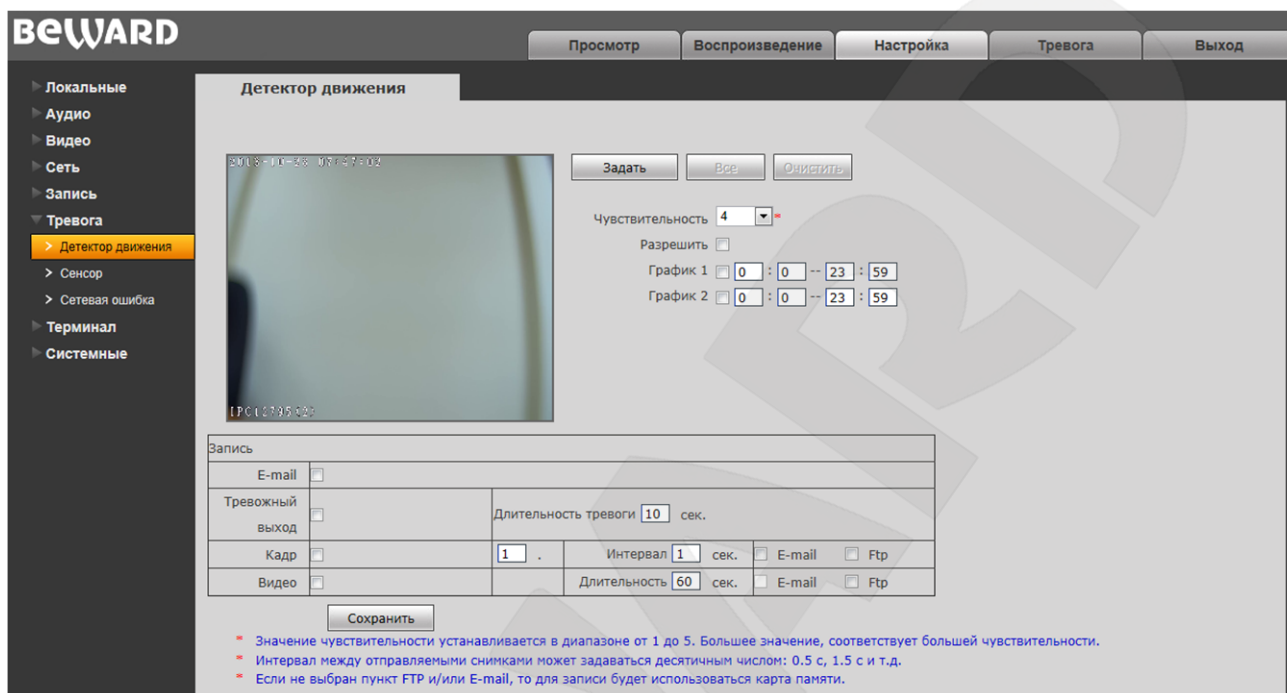 BEWARD
Просмотр Воспроизведение Настройка Тревога Выход
Локальные
Аудио
Видео
Сеть
Запись
Тревога
> Детектор движения
> Сенсор
> Сетевая ошибка
Терминал
Системные
Детектор движения
Задать Все Очистить
Чувствительность 4 *
Разрешить
График 1 0 : 0 -- 23 : 59
График 2 0 : 0 -- 23 : 59
Запись
E-mail
Тревожный
выход Длительность тревоги 10 сек.
Кадр 1 . Интервал 1 сек. E-mail Ftp
Видео Длительность 60 сек. E-mail Ftp
Сохранить
* Значение чувствительности устанавливается в диапазоне от 1 до 5. Большее значение, соответствует большей чувствительности.
* Интервал между отправляемыми снимками может задаваться десятичным числом: 0.5 с, 1.5 с и т.д.
* Если не выбран пункт FTP и/или E-mail, то для записи будет использоваться карта памяти.